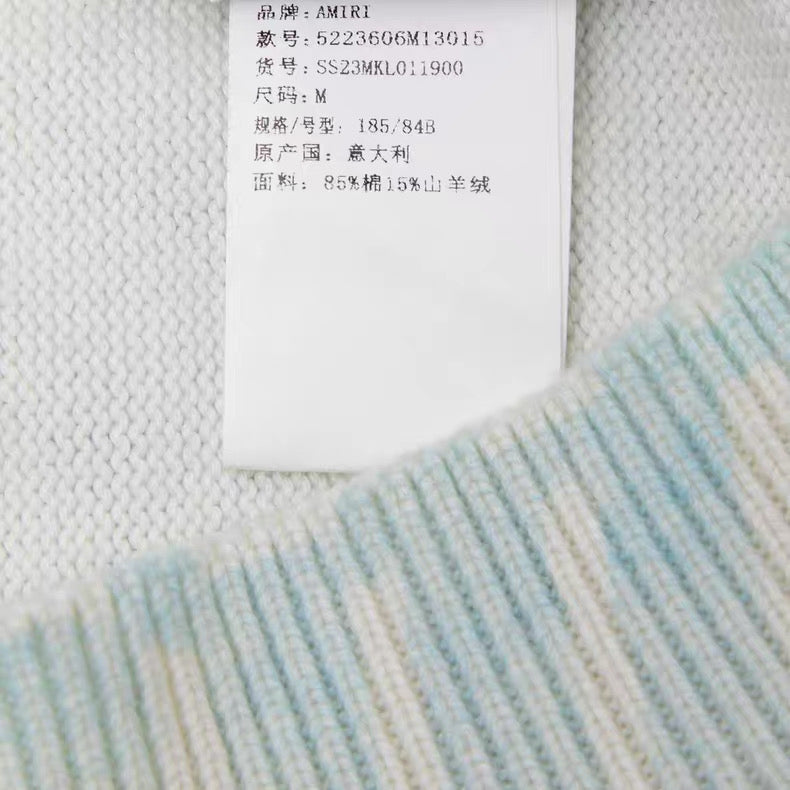 品牌: AMIRI
款号: 5223606M13015
货号: SS23MKL011900
尺码: M
规格/号型: 185/84B
原产国: 意大利
面料: 85%棉15%山羊绒